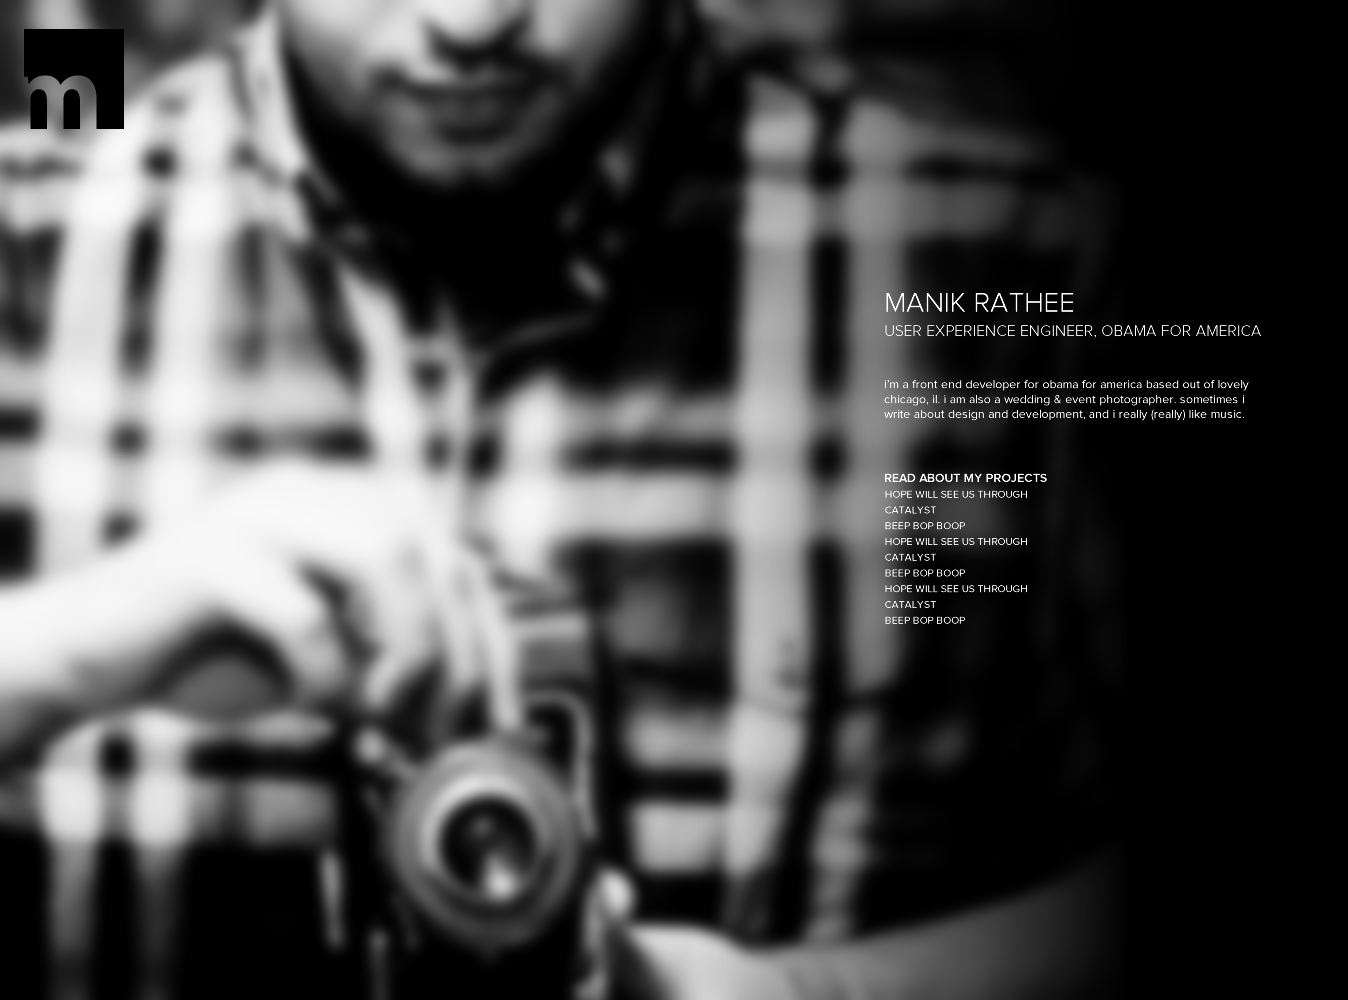 m
MANIK RATHEE
USER EXPERIENCE ENGINEER, OBAMA FOR AMERICA
i'm a front end developer for obama for america based out of lovely
chicago, il. i am also a wedding & event photographer. sometimes i
write about design and development, and i really (really) like music.
READ ABOUT MY PROJECTS
HOPE WILL SEE US THROUGH
CATALYST
BEEP BOP BOOP
HOPE WILL SEE US THROUGH
CATALYST
BEEP BOP BOOP
HOPE WILL SEE US THROUGH
CATALYST
BEEP BOP BOOP